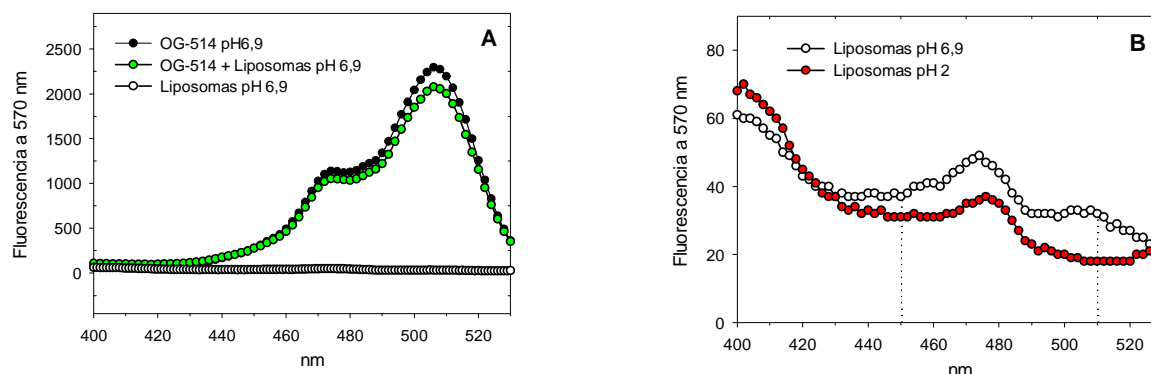 A
OG-514 pH6,9
OG-514 + Liposomas pH 6,9
Liposomas pH 6,9
Fluorescencia a 570 nm
2500
2000
1500
1000
500
0
400 420 440 460 480 500 520
nm
B
Liposomas pH 6,9
Liposomas pH 2
Fluorescencia a 570 nm
80
60
40
20
0
400 420 440 460 480 500 520
nm